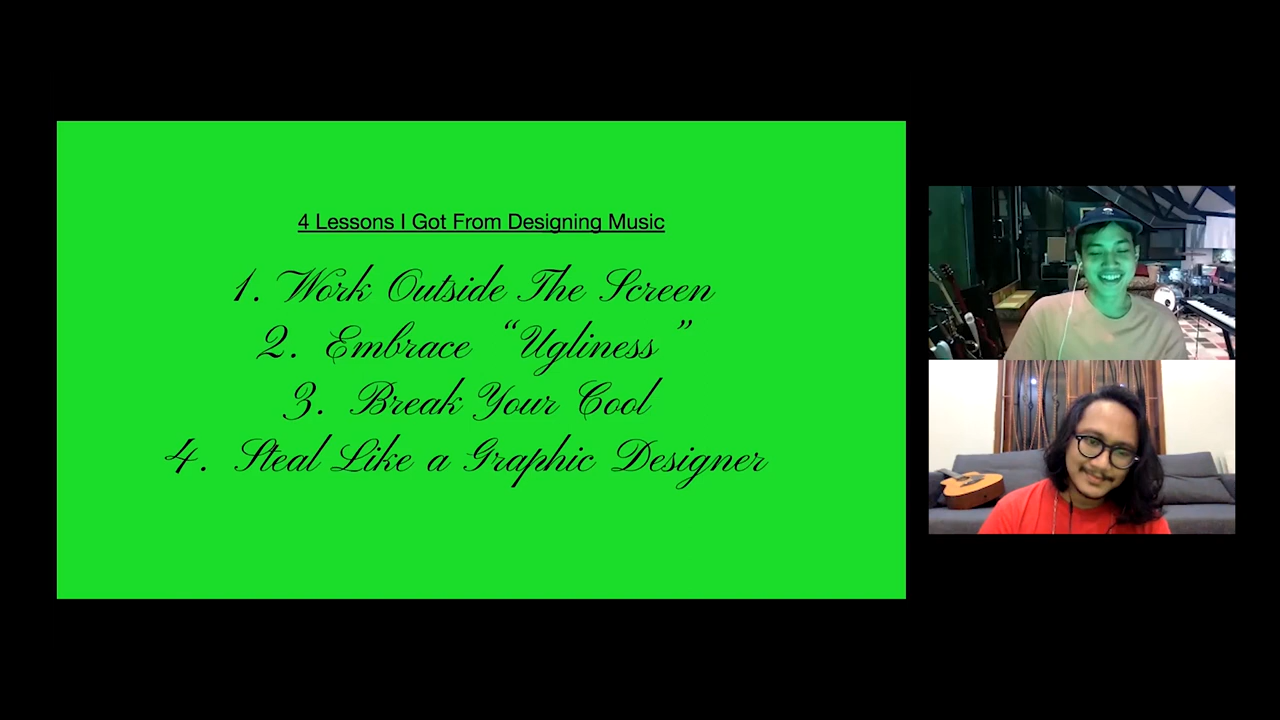 4 Lessons I Got From Designing Music
1. Work Outside The Screen
2. Embrace “Ugliness”
3. Break Your Cool
4. Steal Like a Graphic Designer